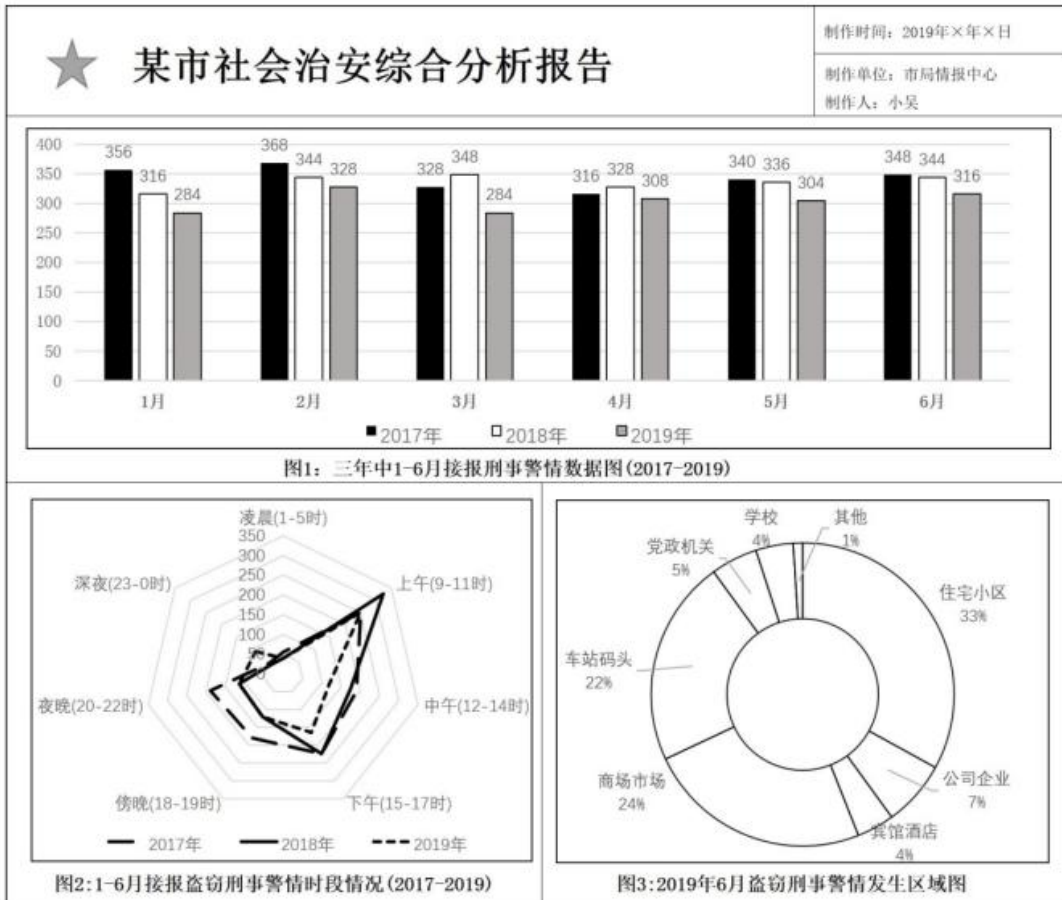 某市社会治安综合分析报告
制作时间：2019年×年×日
制作单位：市局情报中心
制作人：小吴
400
350
300
250
200
150
100
50
0
356
316
284
368
344
328
328
348
284
316
328
308
340
336
304
348
344
316
1月
2月
3月
4月
5月
6月
2017年
2018年
2019年
图1：三年中1-6月接报刑事警情数据图(2017-2019)
凌晨(1-5时)
350
300
250
200
150
100
50
0
上午(9-11时)
中午(12-14时)
下午(15-17时)
傍晚(18-19时)
夜晚(20-22时)
深夜(23-0时)
2017年
2018年
2019年
图2:1-6月接报盗窃刑事警情时段情况(2017-2019)
学校
4%
其他
1%
党政机关
5%
住宅小区
33%
车站码头
22%
商场市场
24%
公司企业
7%
宾馆酒店
4%
图3:2019年6月盗窃刑事警情发生区域图